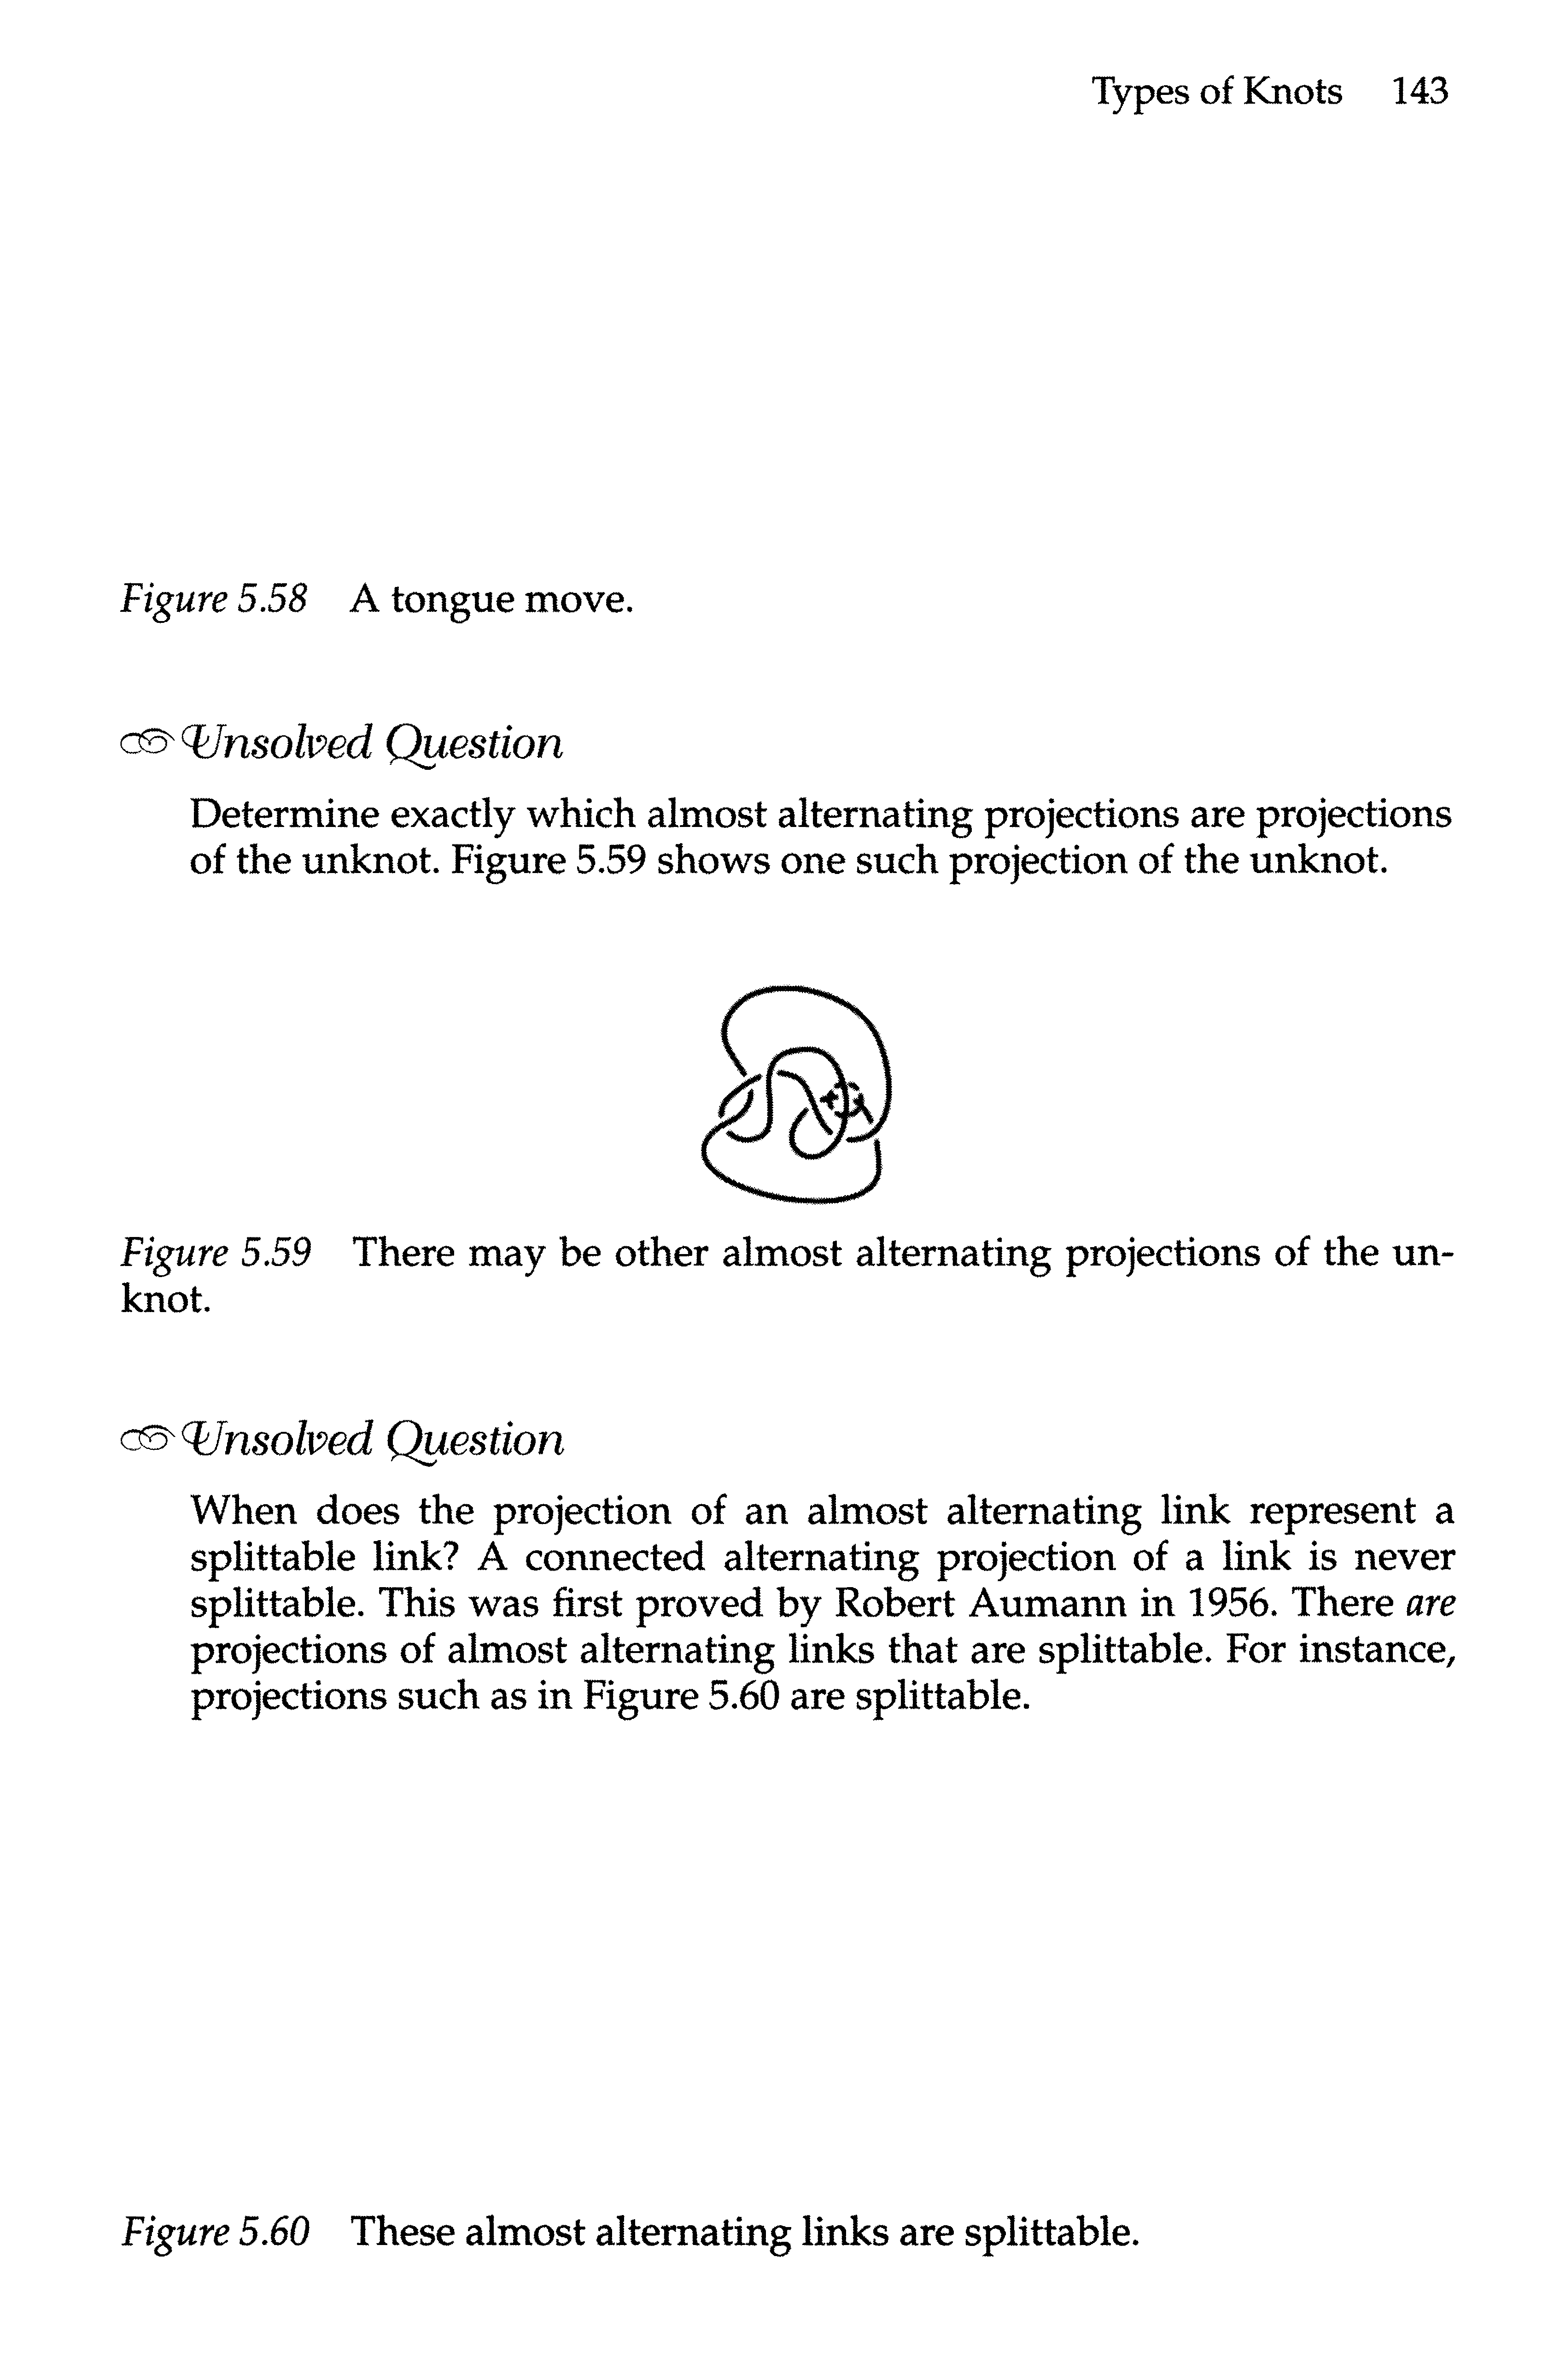 Types of Knots 143
Figure 5.58 A tongue move.
Unsolved Question
Determine exactly which almost alternating projections are projections
of the unknot. Figure 5.59 shows one such projection of the unknot.
Figure 5.59 There may be other almost alternating projections of the un-
knot.
Unsolved Question
When does the projection of an almost alternating link represent a
splittable link? A connected alternating projection of a link is never
splittable. This was first proved by Robert Aumann in 1956. There are
projections of almost alternating links that are splittable. For instance,
projections such as in Figure 5.60 are splittable.
Figure 5.60 These almost alternating links are splittable.